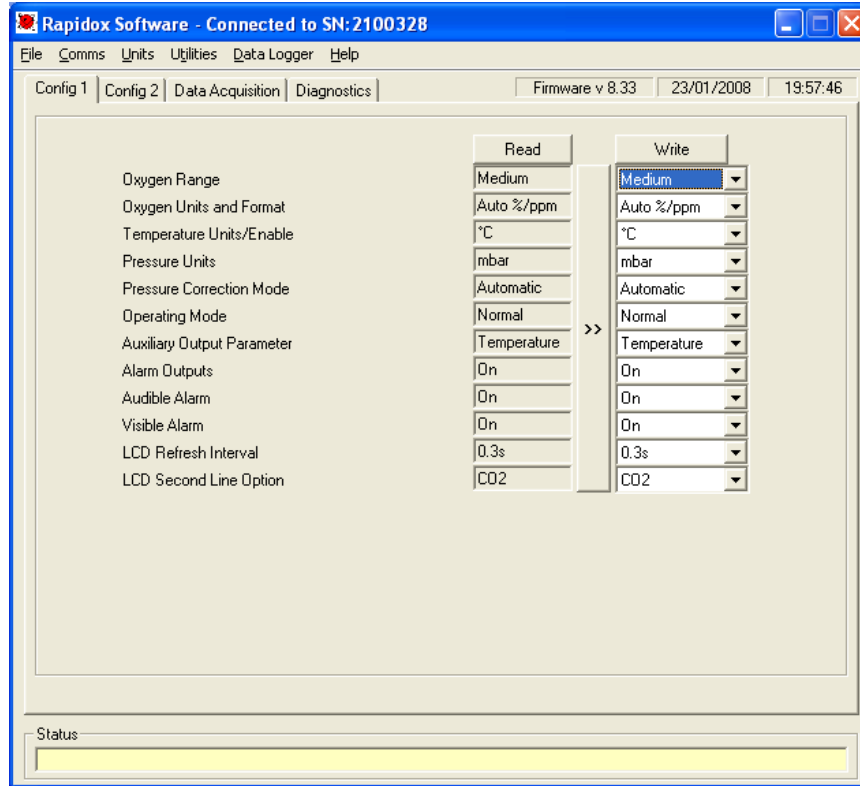 Rapidox Software - Connected to SN:2100328
File Comms Units Utilities Data Logger Help
Config 1 Config 2 Data Acquisition Diagnostics Firmware v 8.33 23/01/2008 19:57:46
Read Write
Oxygen Range Medium Medium
Oxygen Units and Format Auto %/ppm Auto %/ppm
Temperature Units/Enable °C °C
Pressure Units mbar mbar
Pressure Correction Mode Automatic Automatic
Operating Mode Normal Normal
>>
Auxiliary Output Parameter Temperature Temperature
Alarm Outputs On On
Audible Alarm On On
Visible Alarm On On
LCD Refresh Interval 0.3s 0.3s
LCD Second Line Option CO2 CO2
Status